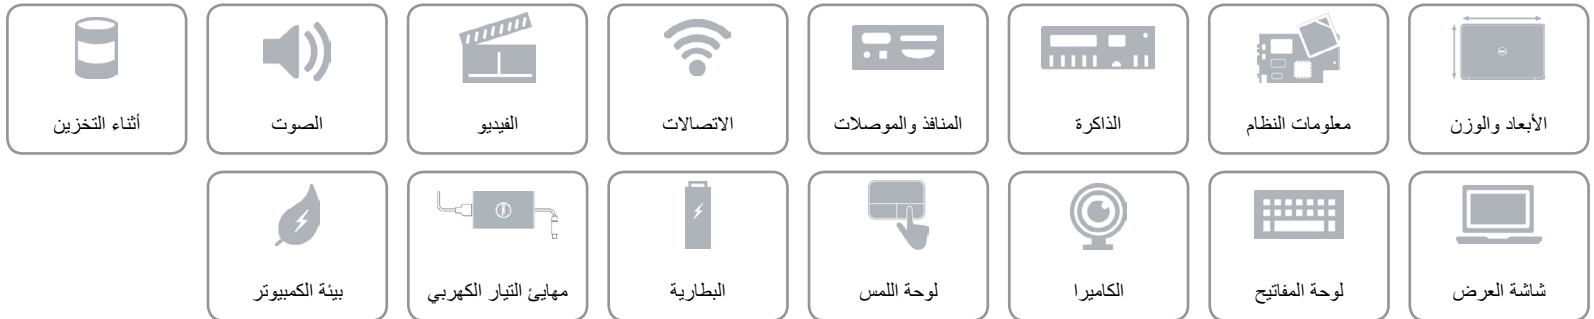 الأبعاد والوزن
معلومات النظام
الذاكرة
المنافذ والموصلات
الاتصالات
الفيديو
الصوت
أثناء التخزين
شاشة العرض
لوحة المفاتيح
الكاميرا
لوحة اللمس
البطارية
مهايئ التيار الكهربي
بيئة الكمبيوتر